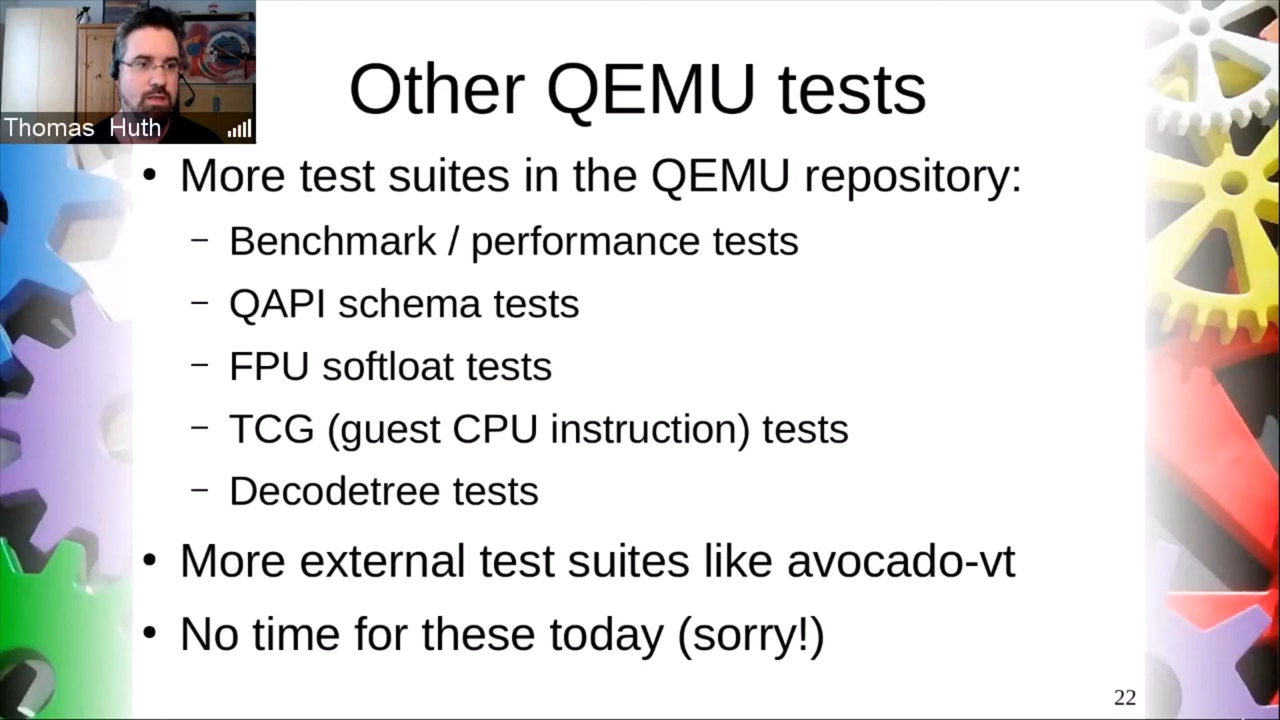 Thomas Huth
Other QEMU tests
• More test suites in the QEMU repository:
– Benchmark / performance tests
– QAPI schema tests
– FPU softloat tests
– TCG (guest CPU instruction) tests
– Decodetree tests
• More external test suites like avocado-vt
• No time for these today (sorry!)
22